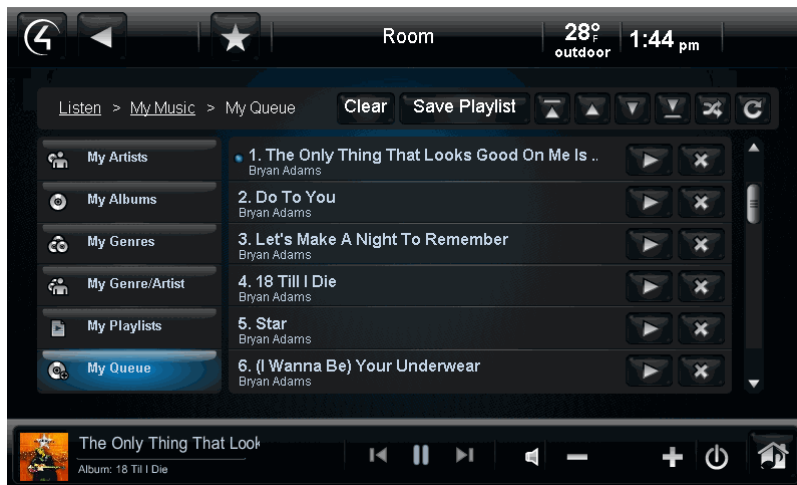 Room
28°F
outdoor
1:44 pm
Listen > My Music > My Queue
Clear
Save Playlist
My Artists
My Albums
My Genres
My Genre/Artist
My Playlists
My Queue
1. The Only Thing That Looks Good On Me Is ..
Bryan Adams
2. Do To You
Bryan Adams
3. Let's Make A Night To Remember
Bryan Adams
4. 18 Till I Die
Bryan Adams
5. Star
Bryan Adams
6. (I Wanna Be) Your Underwear
Bryan Adams
The Only Thing That Look
Album: 18 Til I Die